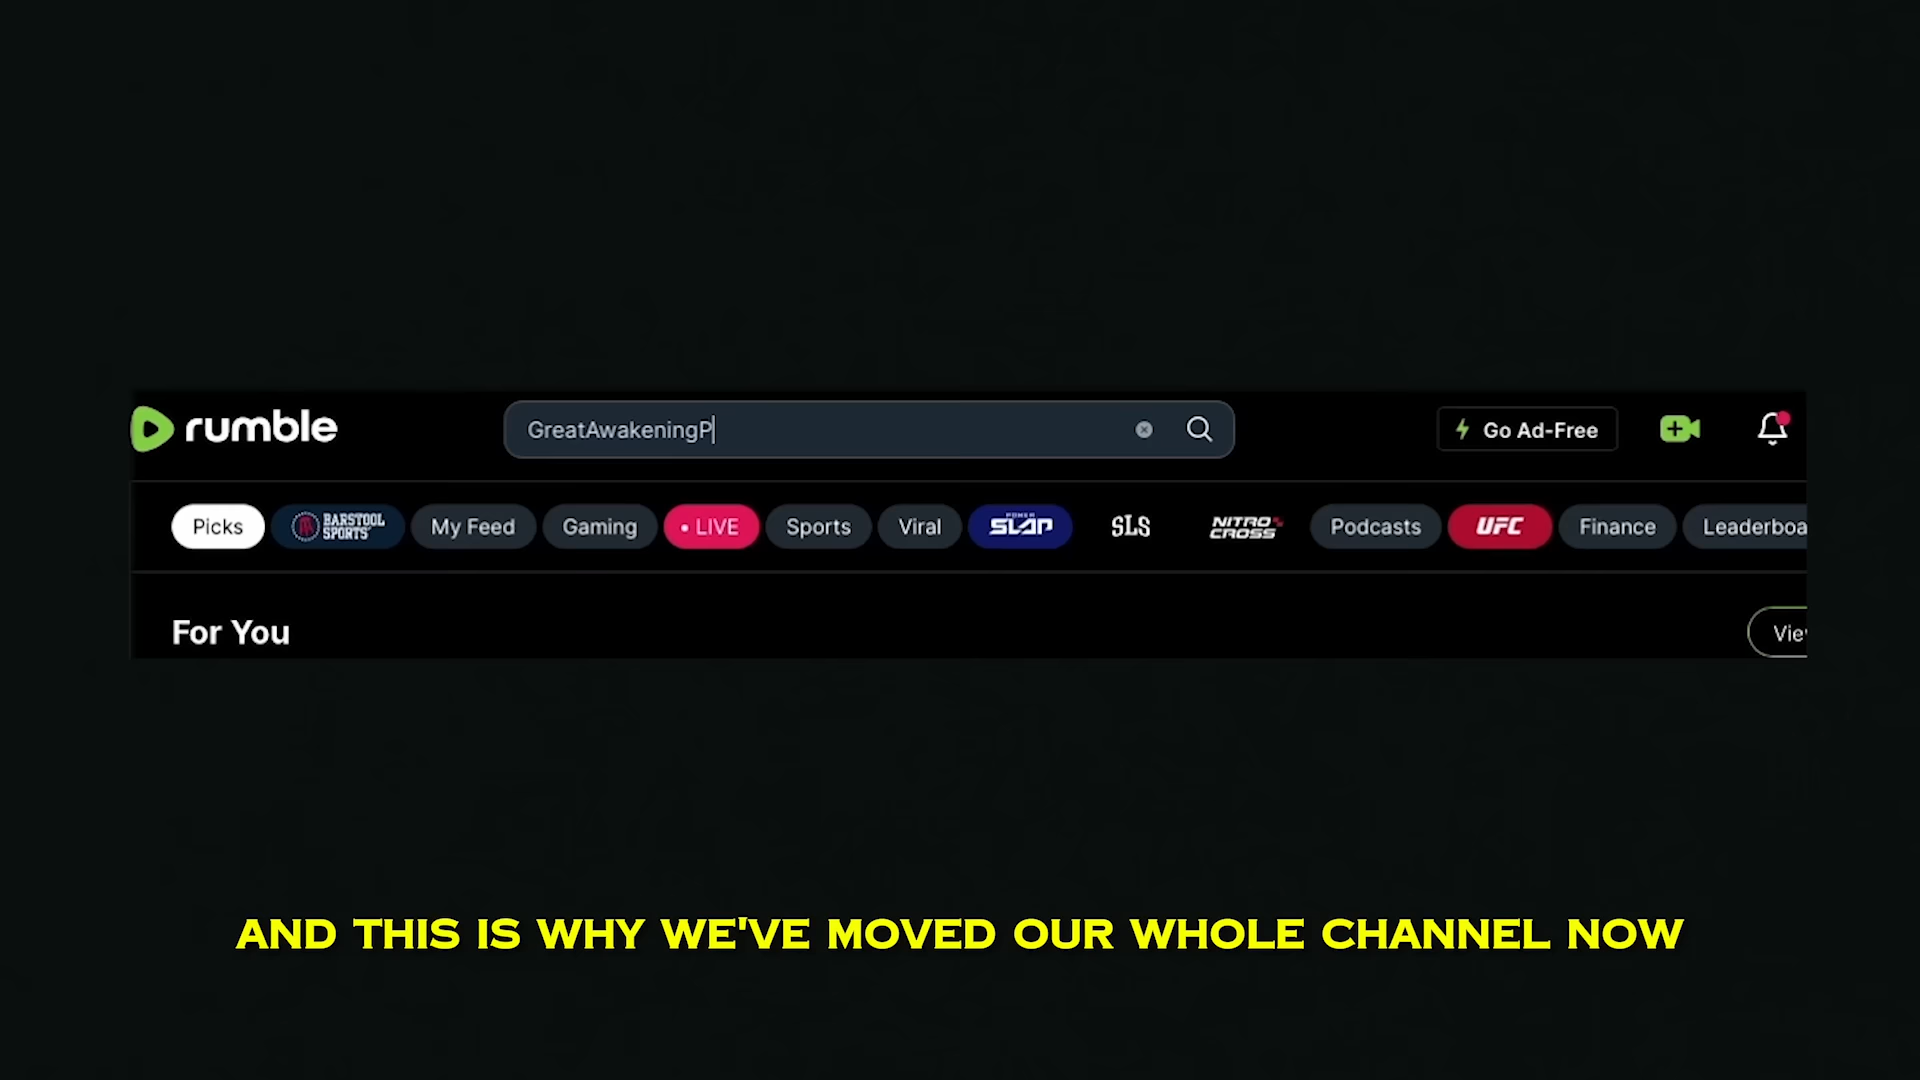 rumble
GreatAwakeningP
Go Ad-Free
Picks
BARSTOOL SPORTS
My Feed
Gaming
• LIVE
Sports
Viral
POWER SLAP
SLS
NITRO CROSS
Podcasts
UFC
Finance
Leaderboa
For You
Vie
AND THIS IS WHY WE'VE MOVED OUR WHOLE CHANNEL NOW